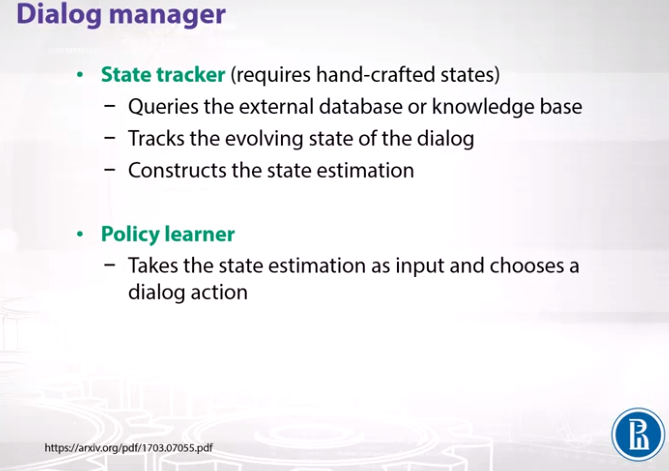 Dialog manager
• State tracker (requires hand-crafted states)
– Queries the external database or knowledge base
– Tracks the evolving state of the dialog
– Constructs the state estimation
• Policy learner
– Takes the state estimation as input and chooses a
dialog action
https://arxiv.org/pdf/1703.07055.pdf